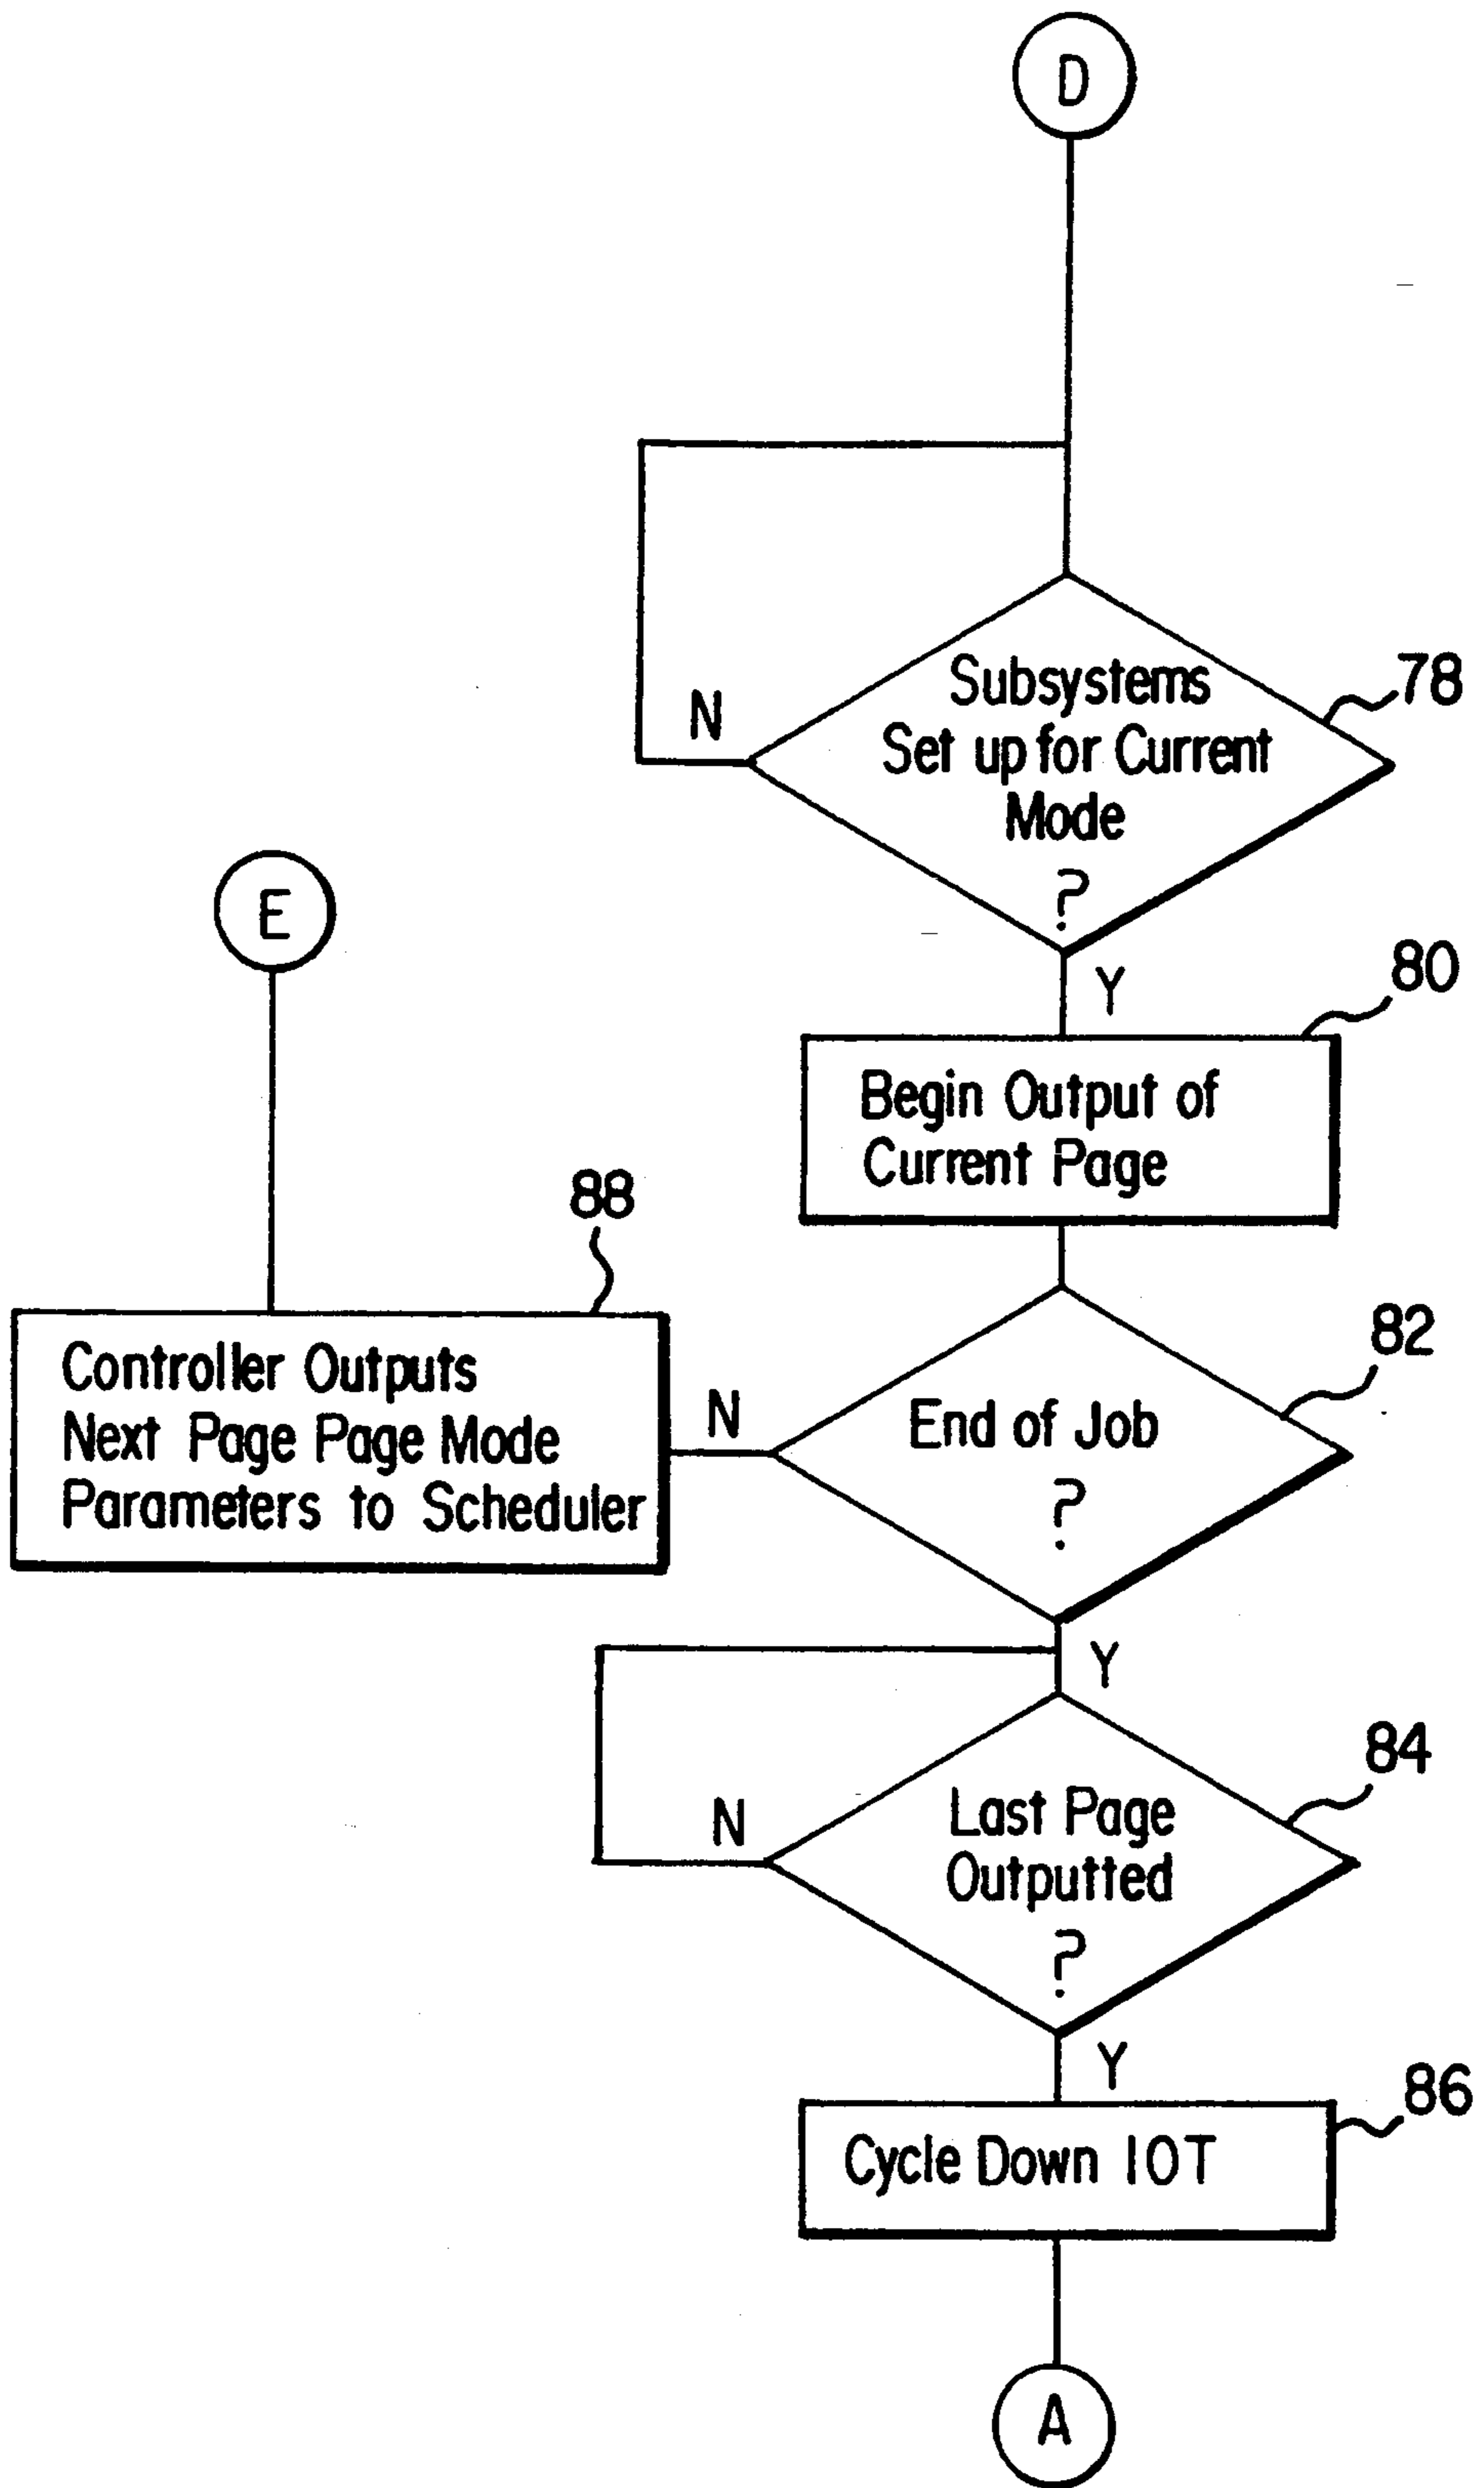 D
Subsystems
Set up for Current
Mode
?
78
N
Y
E
80
Begin Output of
Current Page
88
Controller Outputs
Next Page Page Mode
Parameters to Scheduler
N
82
End of Job
?
Y
84
Last Page
Outputted
?
N
Y
86
Cycle Down IOT
A